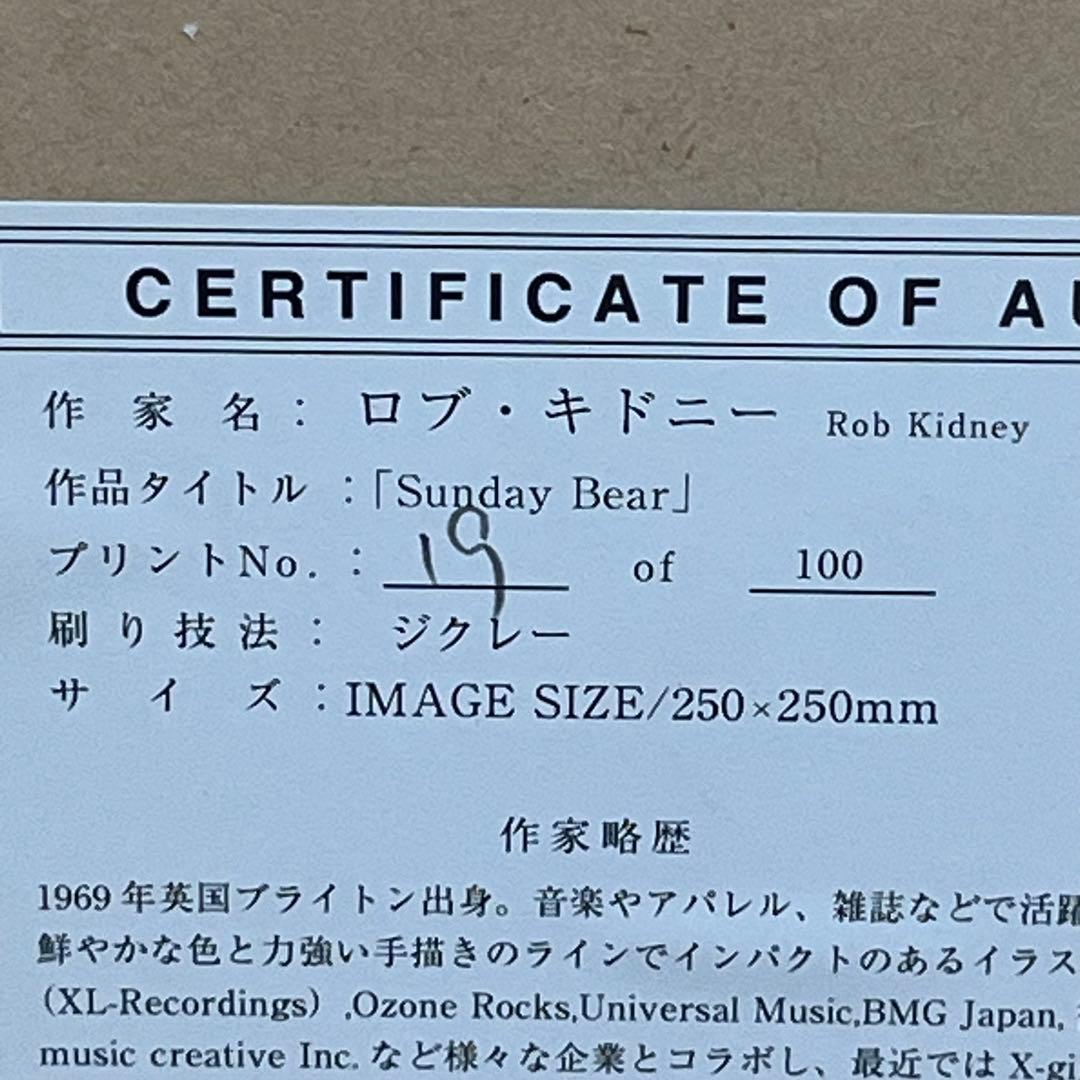 CERTIFICATE OF
作家名：ロブ・キドニー Rob Kidney
作品タイトル：「Sunday Bear」
プリントNo.：19 of 100
刷り技法：ジクレー
サイズ：IMAGE SIZE/250×250mm
作家略歴
1969年英国ブライトン出身。音楽やアパレル、雑誌などで活躍
鮮やかな色と力強い手描きのラインでインパクトのあるイラス
（XL-Recordings）,Ozone Rocks,Universal Music,BMG Japan,
music creative Inc.など様々な企業とコラボし、最近ではX-gi